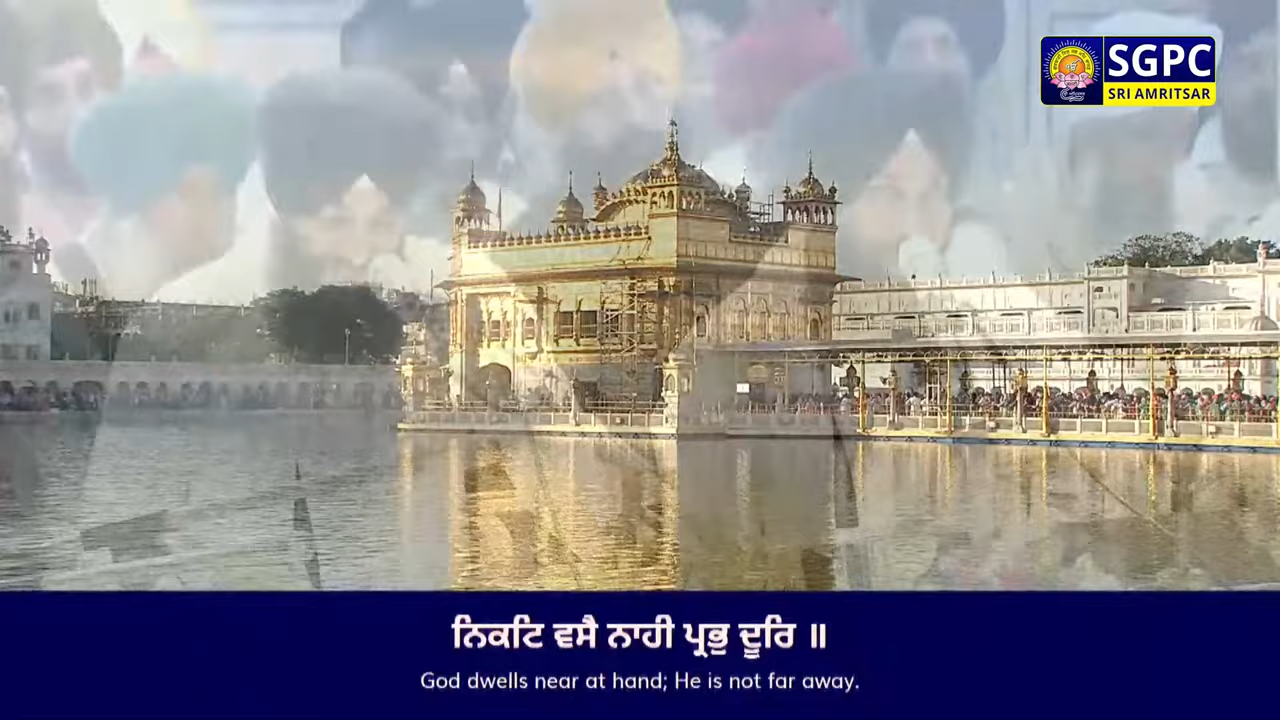 SGPC
SRI AMRITSAR
ਨਿਕਟਿ ਵਸੈ ਨਾਹੀ ਪ੍ਰਭੁ ਦੂਰਿ ॥
God dwells near at hand; He is not far away.